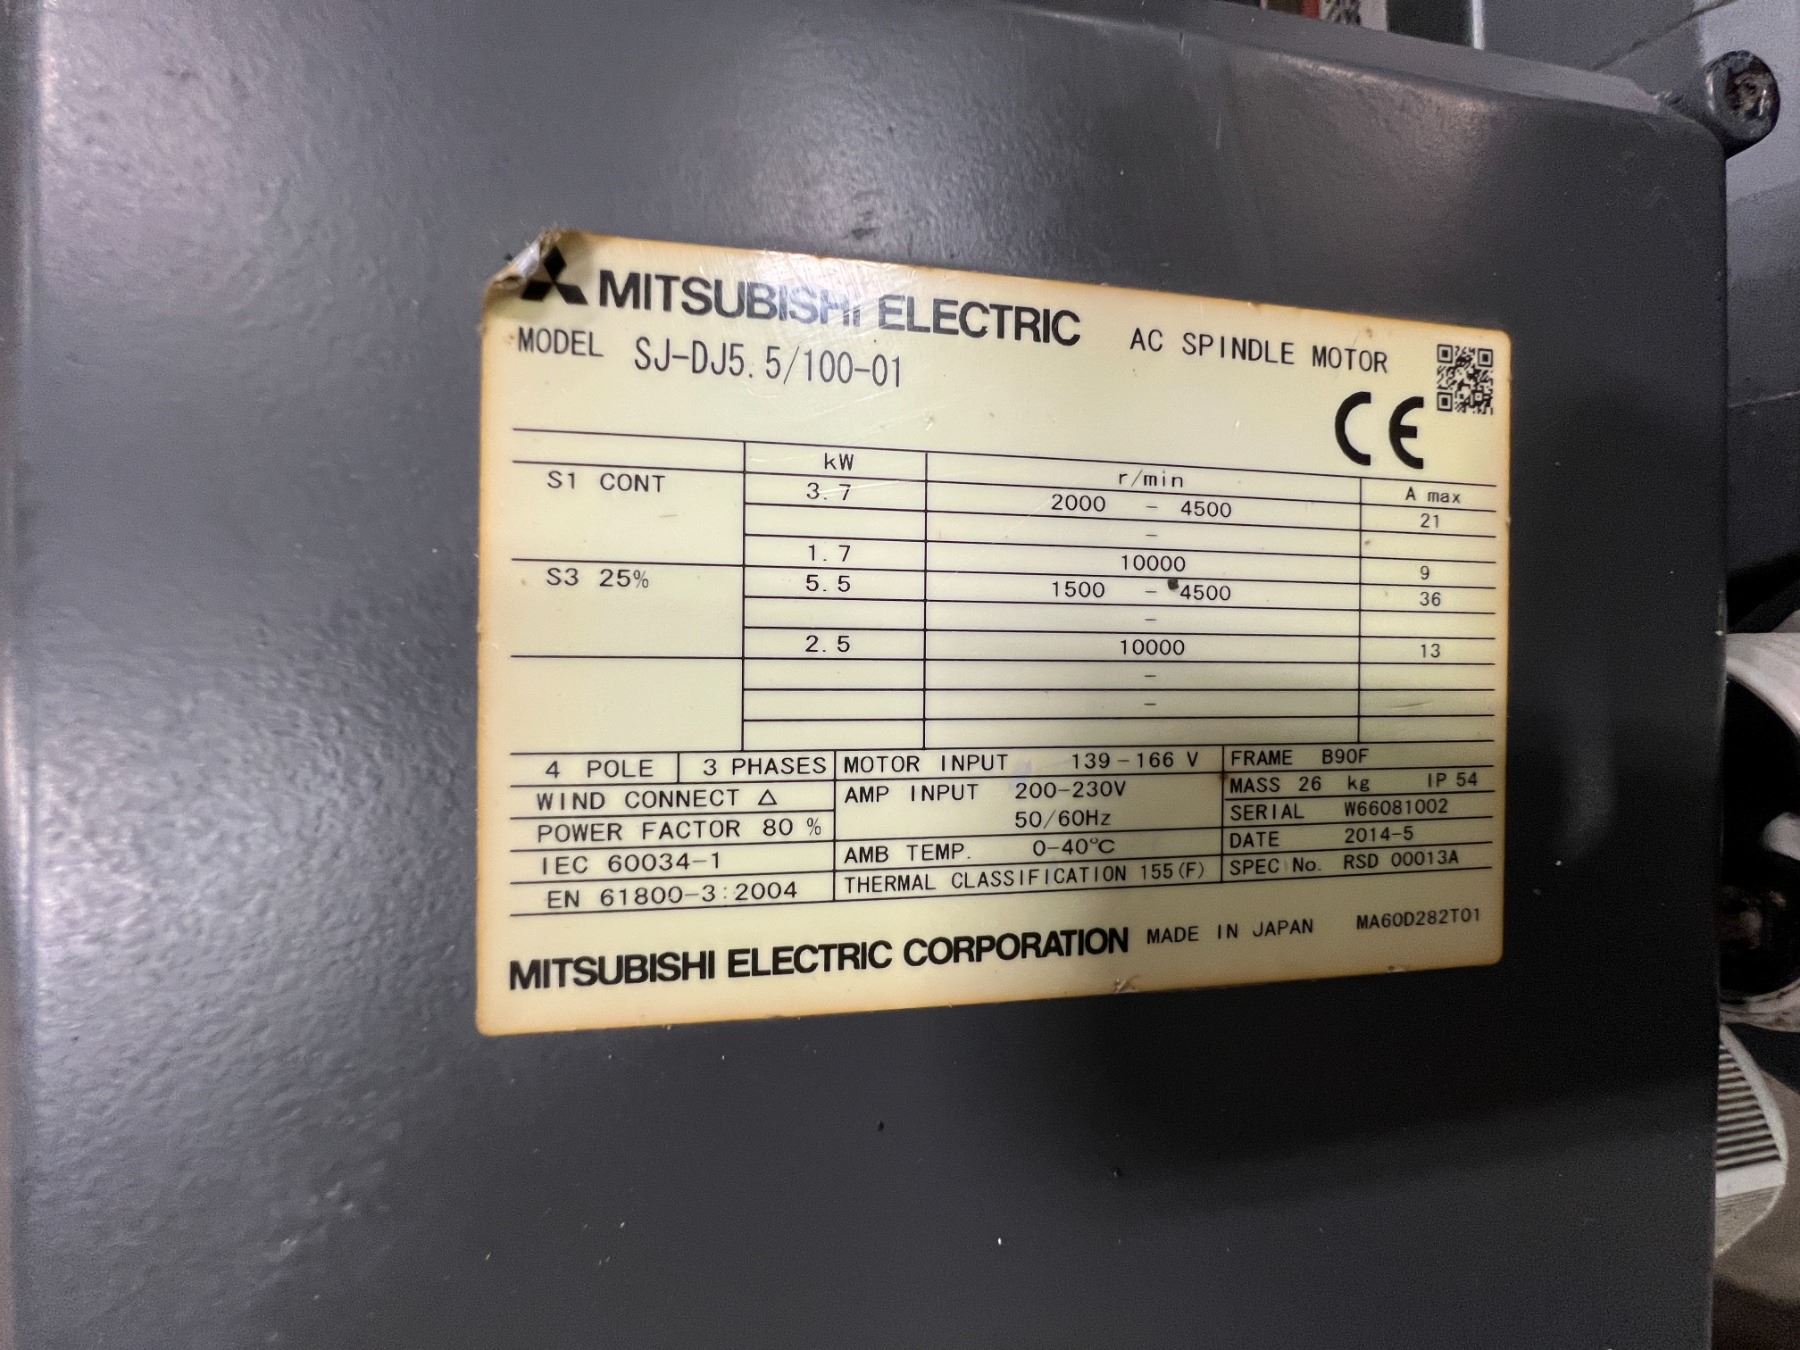 MITSUBISHI ELECTRIC AC SPINDLE MOTOR
MODEL SJ-DJ5.5/100-01
CE
kW r/min A max
S1 CONT 3.7 2000 - 4500 21
-
1.7 10000 9
S3 25% 5.5 1500 - 4500 36
-
2.5 10000 13
-
-
4 POLE 3 PHASES MOTOR INPUT 139-166 V FRAME B90F
WIND CONNECT △ AMP INPUT 200-230V MASS 26 kg IP 54
POWER FACTOR 80 % 50/60Hz SERIAL W66081002
IEC 60034-1 AMB TEMP. 0-40°C DATE 2014-5
EN 61800-3:2004 THERMAL CLASSIFICATION 155(F) SPEC No. RSD 00013A
MITSUBISHI ELECTRIC CORPORATION MADE IN JAPAN MA60D282T01